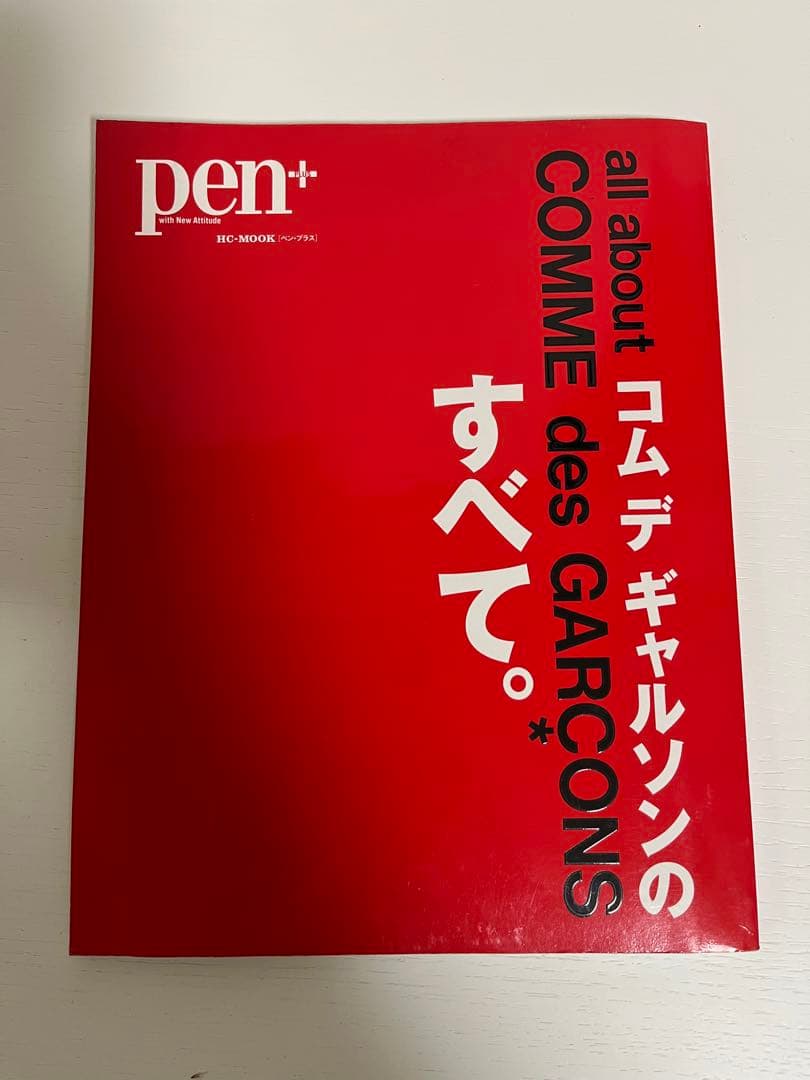 pen+
PLUS
with New Attitude
HC-MOOK [ペン・プラス]
all about
コム デ ギャルソンの
COMME des GARÇONS*
すべて。